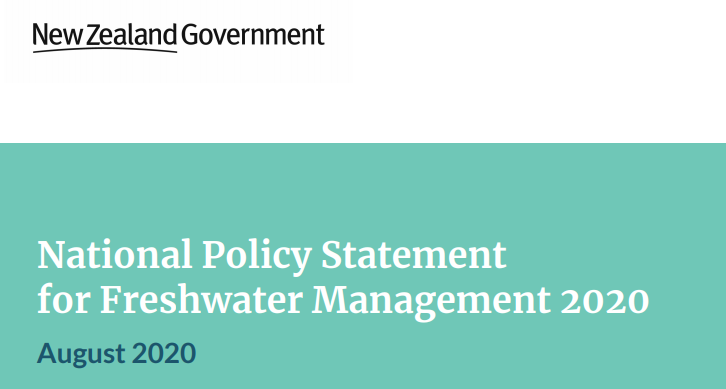 New Zealand Government
National Policy Statement
for Freshwater Management 2020
August 2020